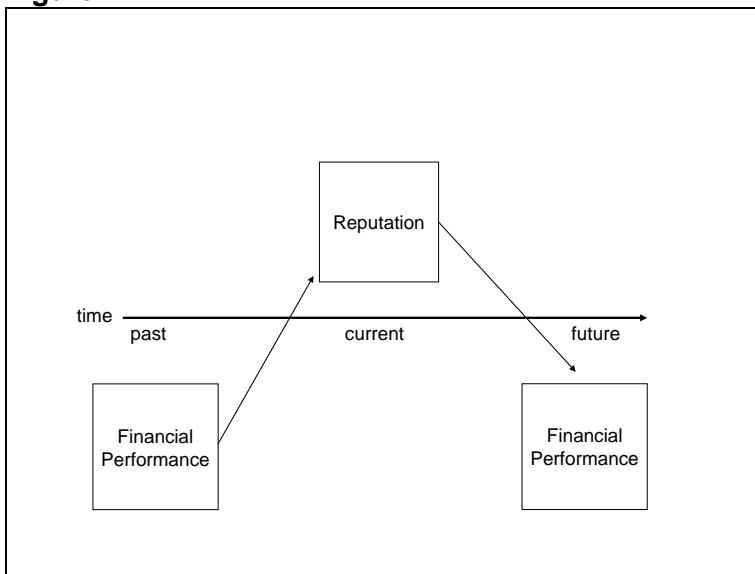 Reputation
time
past
current
future
Financial
Performance
Financial
Performance